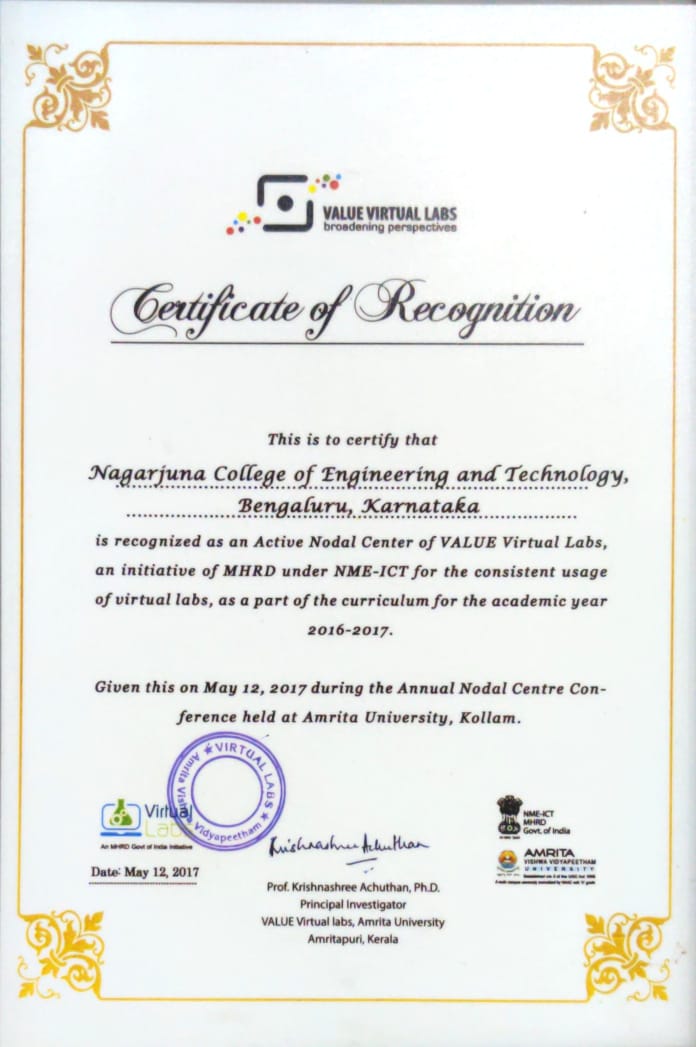 VALUE VIRTUAL LABS
broadening perspectives
Certificate of Recognition
This is to certify that
Nagarjuna College of Engineering and Technology,
Bengaluru, Karnataka
is recognized as an Active Nodal Center of VALUE Virtual Labs,
an initiative of MHRD under NME-ICT for the consistent usage
of virtual labs, as a part of the curriculum for the academic year
2016-2017.
Given this on May 12, 2017 during the Annual Nodal Centre Con-
ference held at Amrita University, Kollam.
VIRTUAL LABS
Amrita Vishwa Vidyapeetham
Virtual
Labs
An MHRD Govt of India Initiative
Date: May 12, 2017
Krishnashree Achuthan
Prof. Krishnashree Achuthan, Ph.D.
Principal Investigator
VALUE Virtual labs, Amrita University
Amritapuri, Kerala
NME-ICT
MHRD
Govt. of India
AMRITA
VISHWA VIDYAPEETHAM
UNIVERSITY